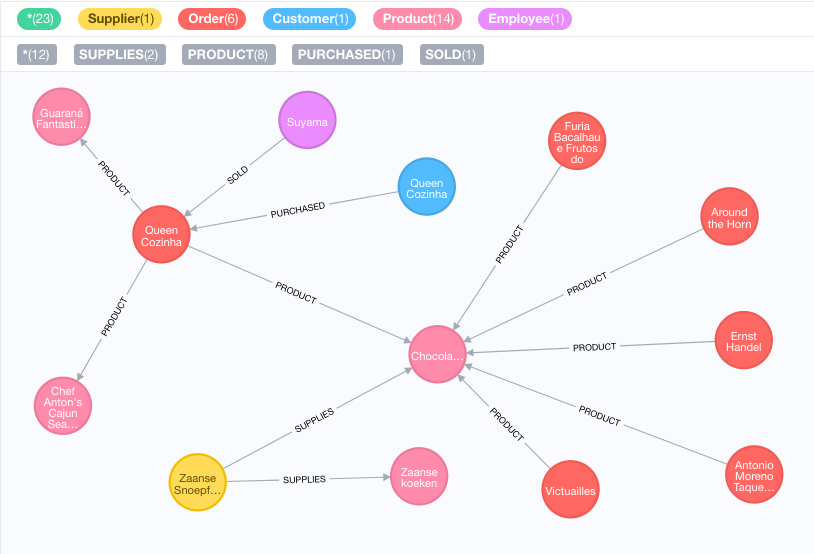 *(23) Supplier(1) Order(6) Customer(1) Product(14) Employee(1)
*(12) SUPPLIES(2) PRODUCT(8) PURCHASED(1) SOLD(1)
Guaraná
Fantásti…
Suyama
Furia
Bacalhau
e Frutos
do
PRODUCT
SOLD
Queen
Cozinha
PURCHASED
Around
the Horn
Queen
Cozinha
PRODUCT
PRODUCT
PRODUCT
PRODUCT
Ernst
Handel
PRODUCT
Chocola…
Chef
Anton's
Cajun
Sea…
SUPPLIES
PRODUCT
PRODUCT
Zaanse
Snoepf…
SUPPLIES
Zaanse
koeken
Victuailles
Antonio
Moreno
Taque…